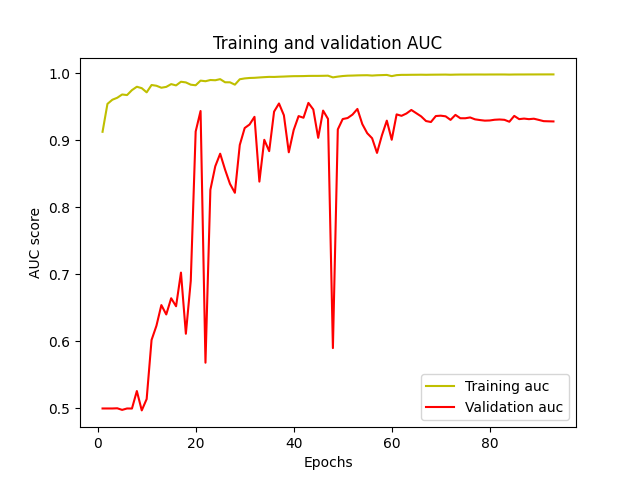 Training and validation AUC
1.0
0.9
0.8
0.7
0.6
0.5
AUC score
0
20
40
60
80
Epochs
Training auc
Validation auc